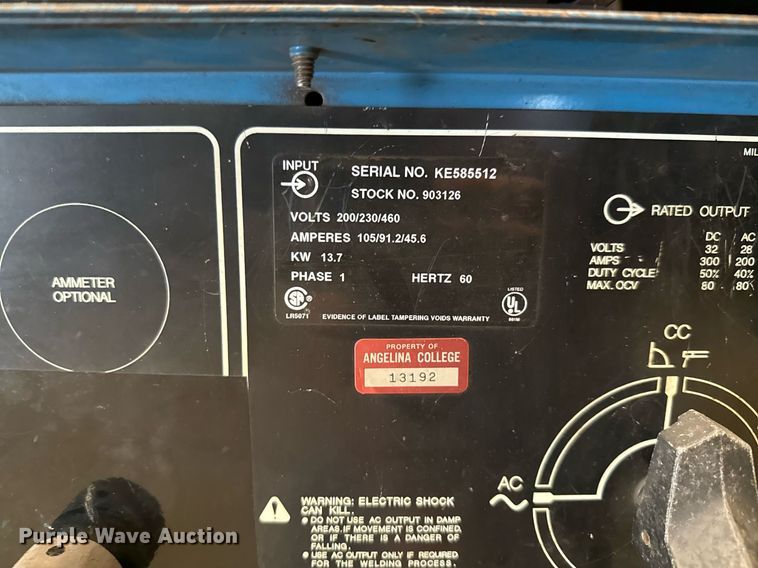 INPUT
SERIAL NO. KE585512
STOCK NO. 903126
VOLTS 200/230/460
AMPERES 105/91.2/45.6
KW 13.7
PHASE 1 HERTZ 60
LR5071
EVIDENCE OF LABEL TAMPERING VOIDS WARRANTY
LISTED
UL
AMMETER
OPTIONAL
PROPERTY OF
ANGELINA COLLEGE
13192
MIL
RATED OUTPUT
DC AC
VOLTS 32 28
AMPS 300 200
DUTY CYCLE 50% 40%
MAX. OCV 80 80
CC
AC
WARNING: ELECTRIC SHOCK
CAN KILL.
DO NOT USE AC OUTPUT IN DAMP
AREAS, IF MOVEMENT IS CONFINED,
OR IF THERE IS A DANGER OF
FALLING.
USE AC OUTPUT ONLY IF REQUIRED
FOR THE WELDING PROCESS.
Purple Wave Auction